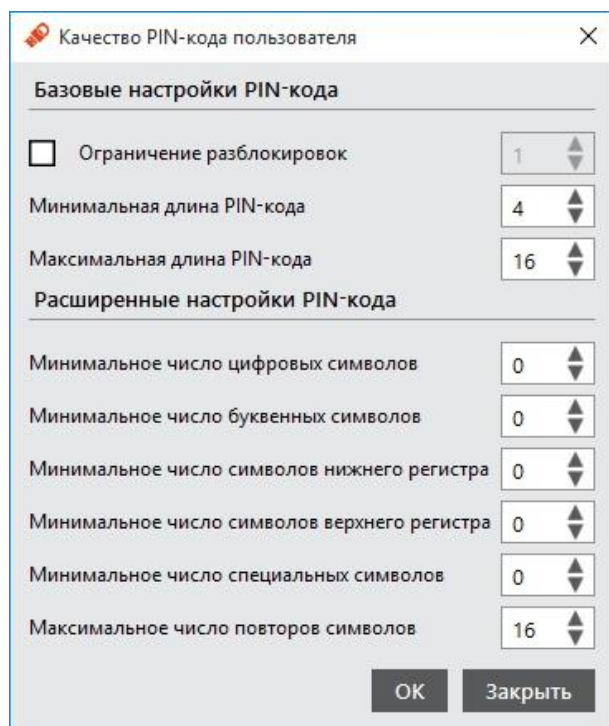 Качество PIN-кода пользователя
Базовые настройки PIN-кода
Ограничение разблокировок 1
Минимальная длина PIN-кода 4
Максимальная длина PIN-кода 16
Расширенные настройки PIN-кода
Минимальное число цифровых символов 0
Минимальное число буквенных символов 0
Минимальное число символов нижнего регистра 0
Минимальное число символов верхнего регистра 0
Минимальное число специальных символов 0
Максимальное число повторов символов 16
ОК Закрыть